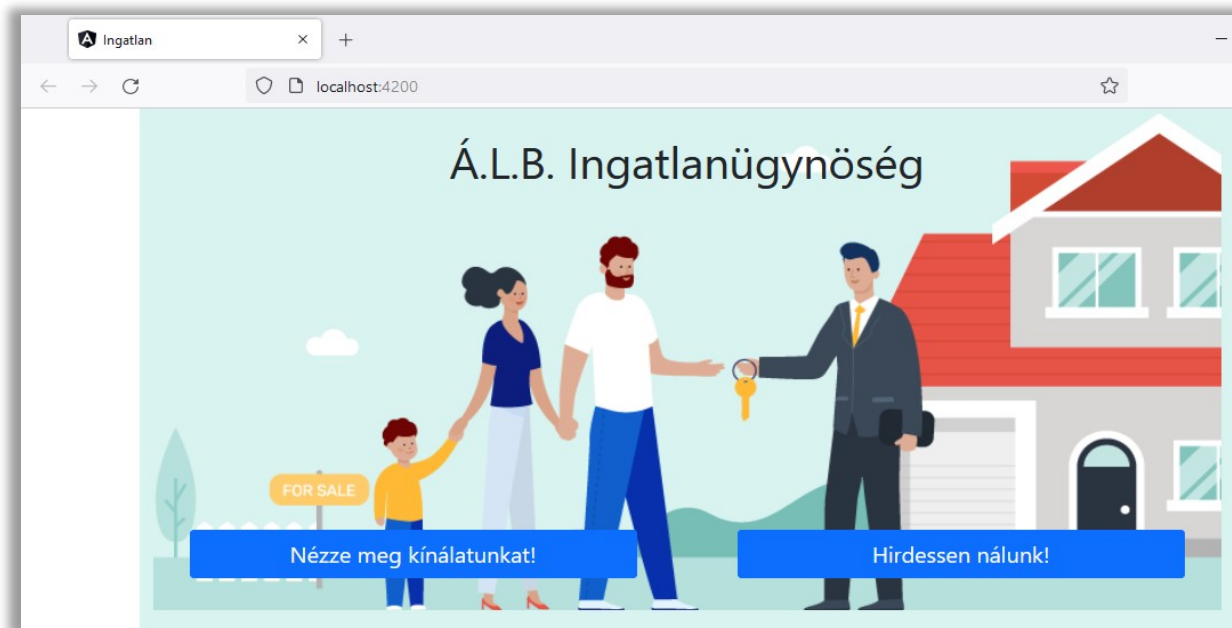 Ingatlan
localhost:4200
Á.L.B. Ingatlanügynöség
FOR SALE
Nézze meg kínálatunkat!
Hirdessen nálunk!